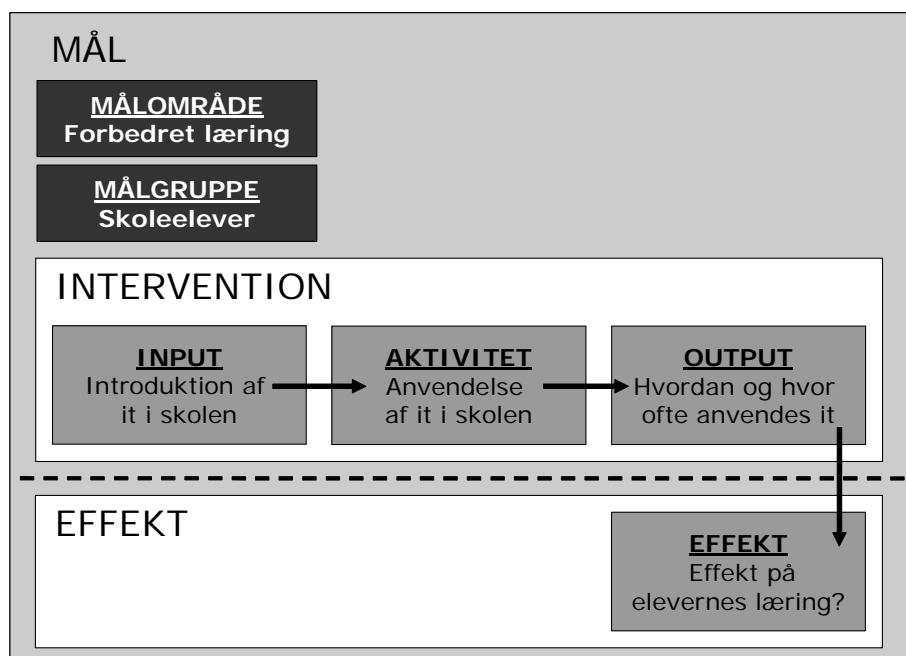 MÅL
MÅLOMRÅDE
Forbedret læring
MÅLGRUPPE
Skoleelever
INTERVENTION
INPUT
Introduktion af
it i skolen
AKTIVITET
Anvendelse
af it i skolen
OUTPUT
Hvordan og hvor
ofte anvendes it
EFFEKT
EFFEKT
Effekt på
elevernes læring?